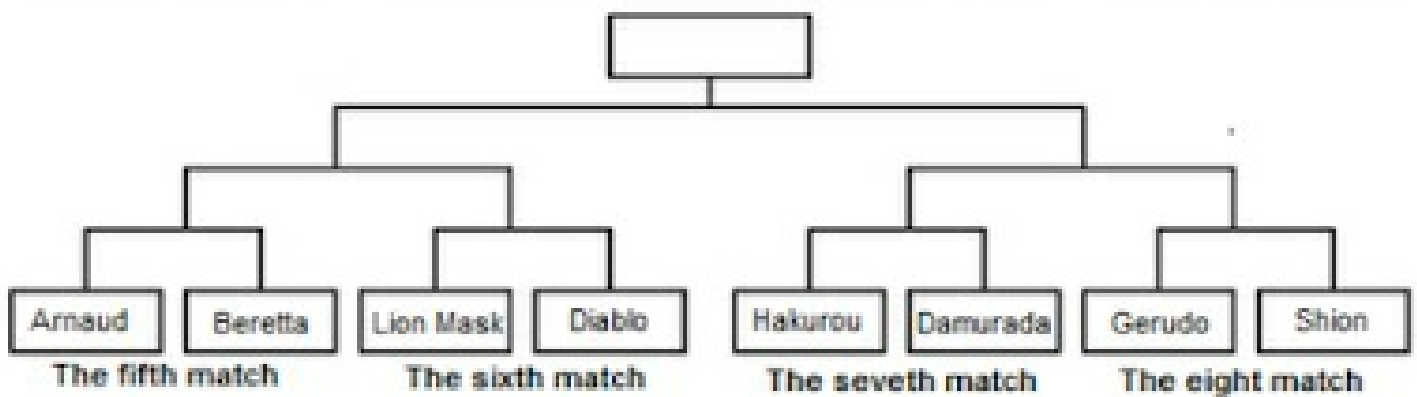 Arnaud Beretta Lion Mask Diablo Hakurou Damurada Gerudo Shion
The fifth match The sixth match The seveth match The eight match